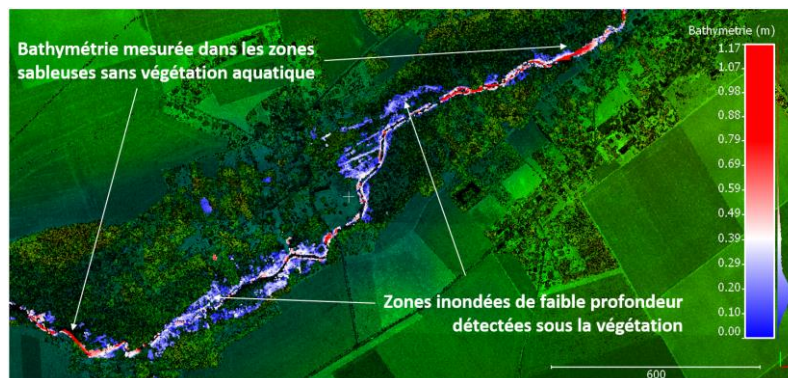 Bathymétrie mesurée dans les zones
sableuses sans végétation aquatique
Bathymetrie (m)
1.17
1.07
0.98
0.88
0.79
0.69
0.59
0.49
0.39
0.29
0.20
0.10
0.00
Zones inondées de faible profondeur
détectées sous la végétation
600